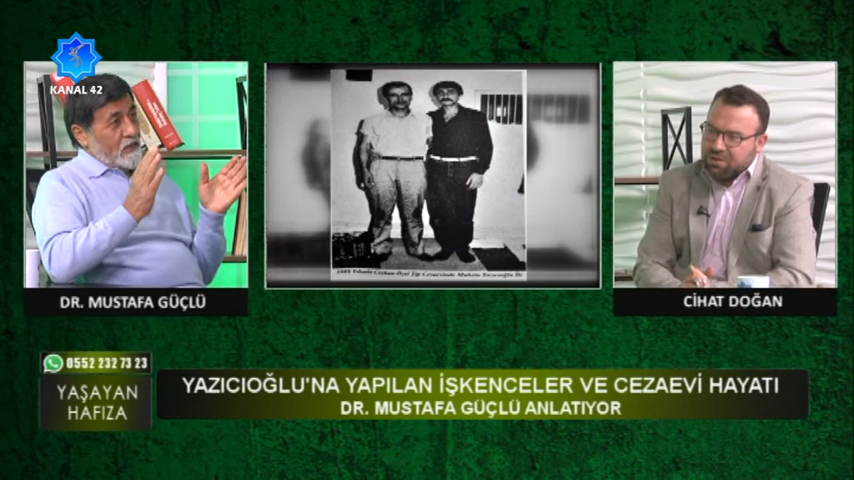 KANAL 42
DR. MUSTAFA GÜÇLÜ
CİHAT DOĞAN
0552 232 73 23
YAŞAYAN
HAFIZA
YAZICIOĞLU'NA YAPILAN İŞKENCELER VE CEZAEVİ HAYATI
DR. MUSTAFA GÜÇLÜ ANLATIYOR